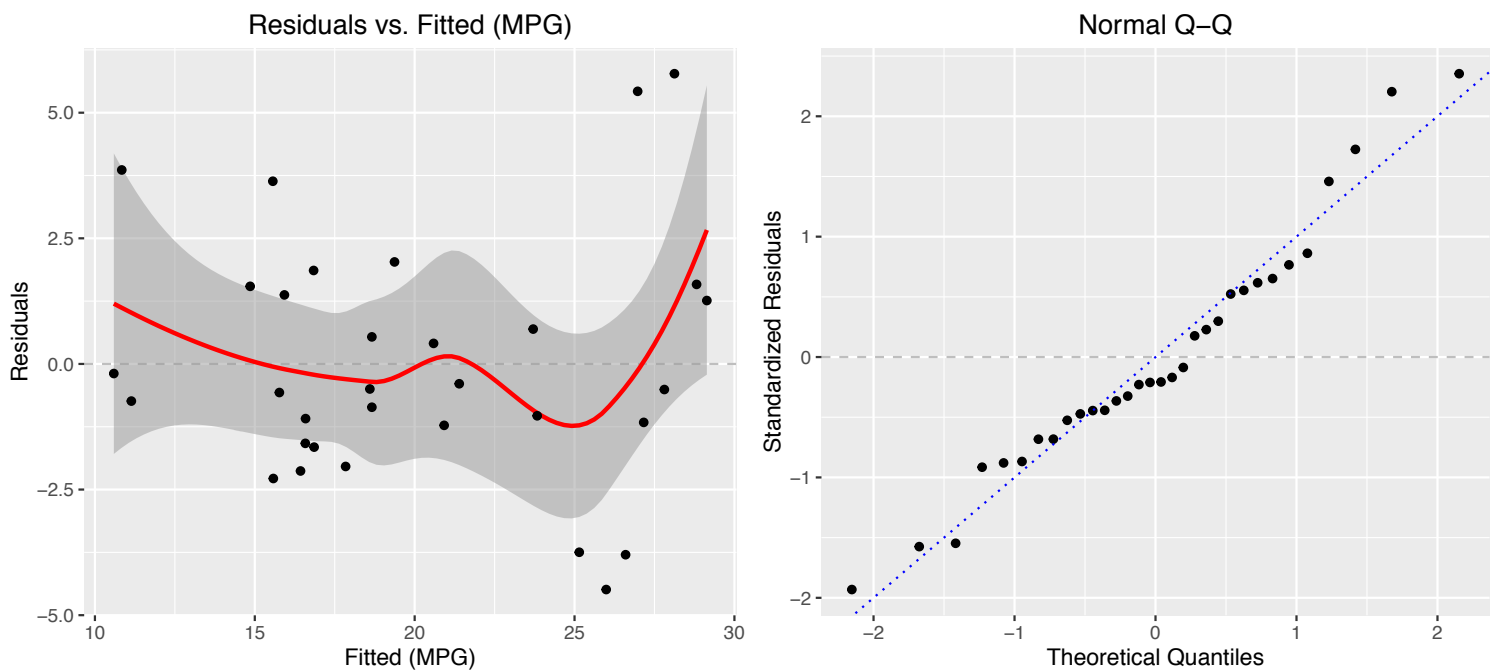 Residuals vs. Fitted (MPG)
Residuals
5.0
2.5
0.0
−2.5
−5.0
10 15 20 25 30
Fitted (MPG)
Normal Q−Q
Standardized Residuals
2
1
0
−1
−2
−2 −1 0 1 2
Theoretical Quantiles